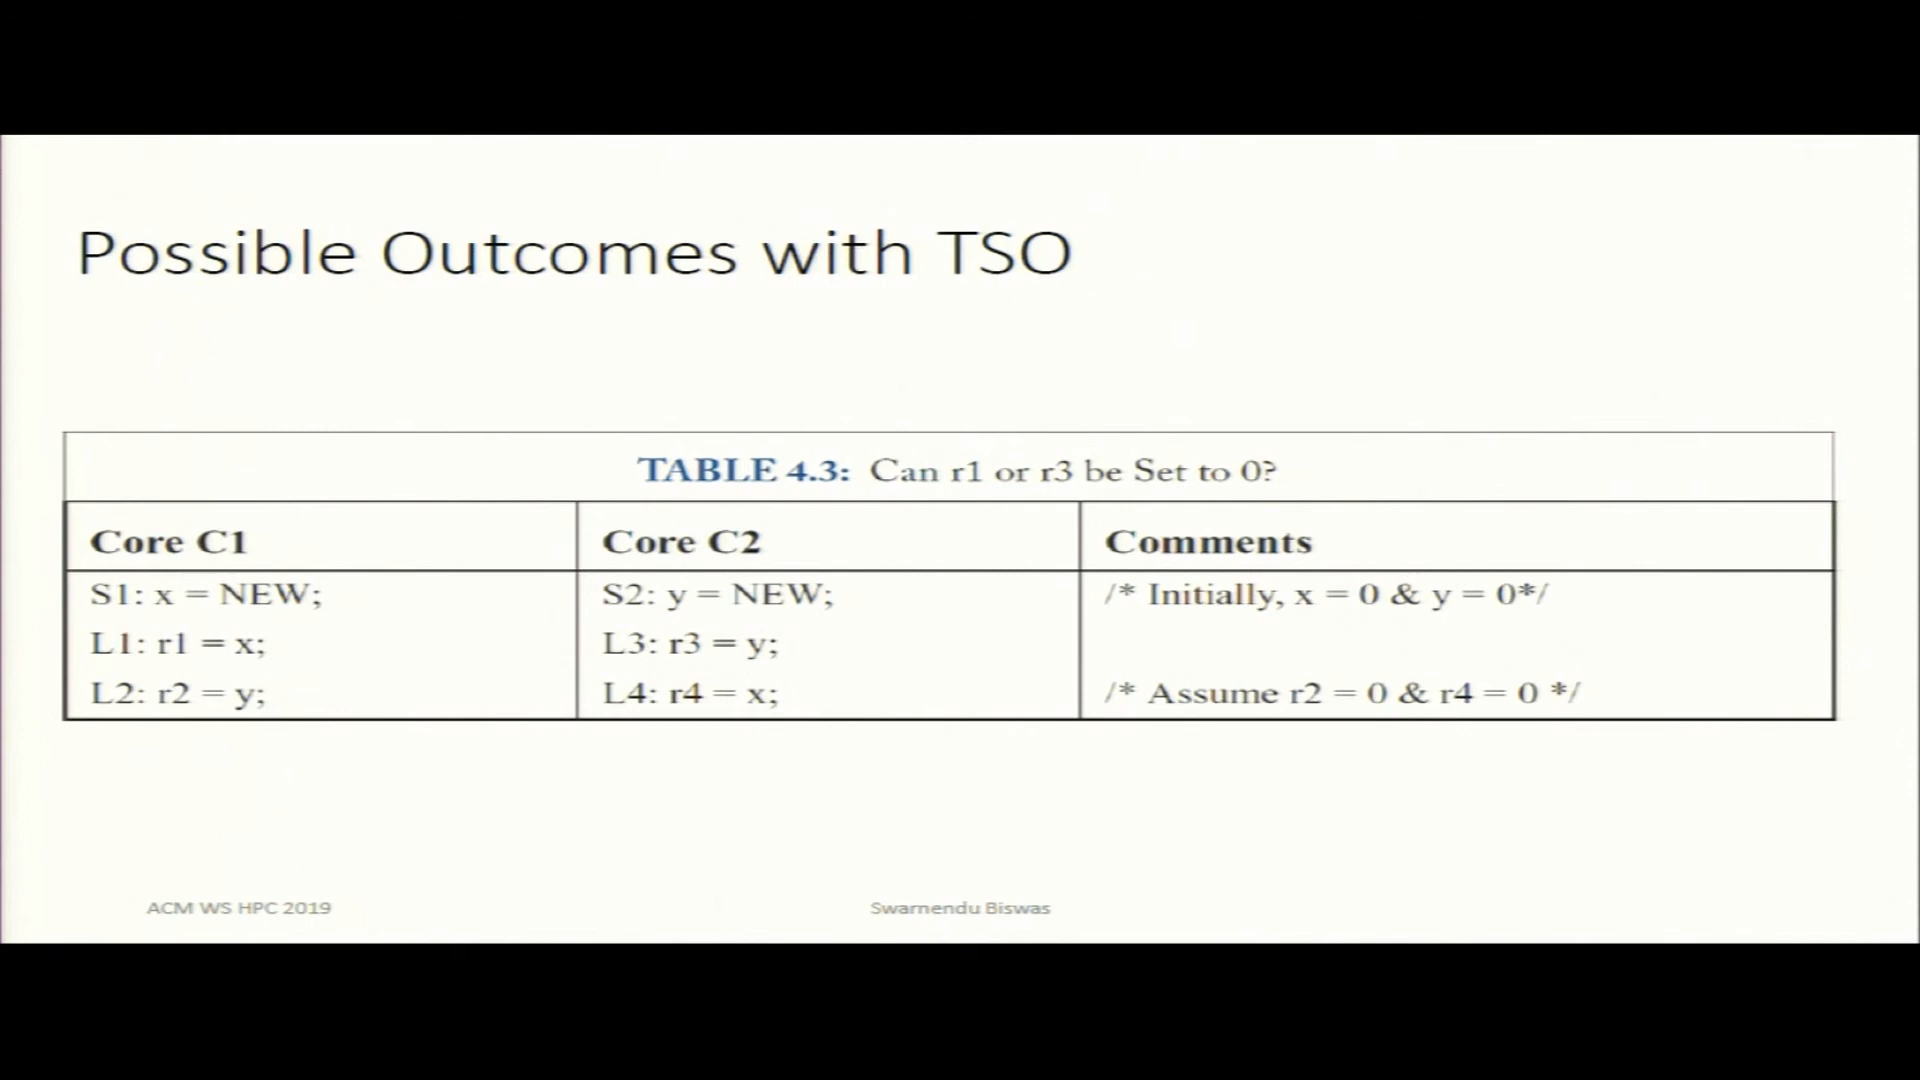 Possible Outcomes with TSO
TABLE 4.3: Can r1 or r3 be Set to 0?
Core C1 Core C2 Comments
S1: x = NEW; S2: y = NEW; /* Initially, x = 0 & y = 0*/
L1: r1 = x; L3: r3 = y;
L2: r2 = y; L4: r4 = x; /* Assume r2 = 0 & r4 = 0 */
ACM WS HPC 2019 Swarnendu Biswas